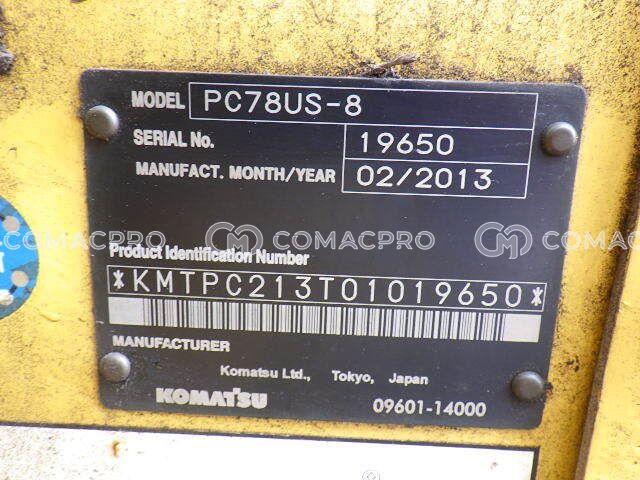 MODEL PC78US-8
SERIAL No. 19650
MANUFACT. MONTH/YEAR 02/2013
COMACPRO COMACPRO COMACPRO
Product Identification Number
*KMTPC213T01019650*
MANUFACTURER
Komatsu Ltd., Tokyo, Japan
KOMATSU 09601-14000